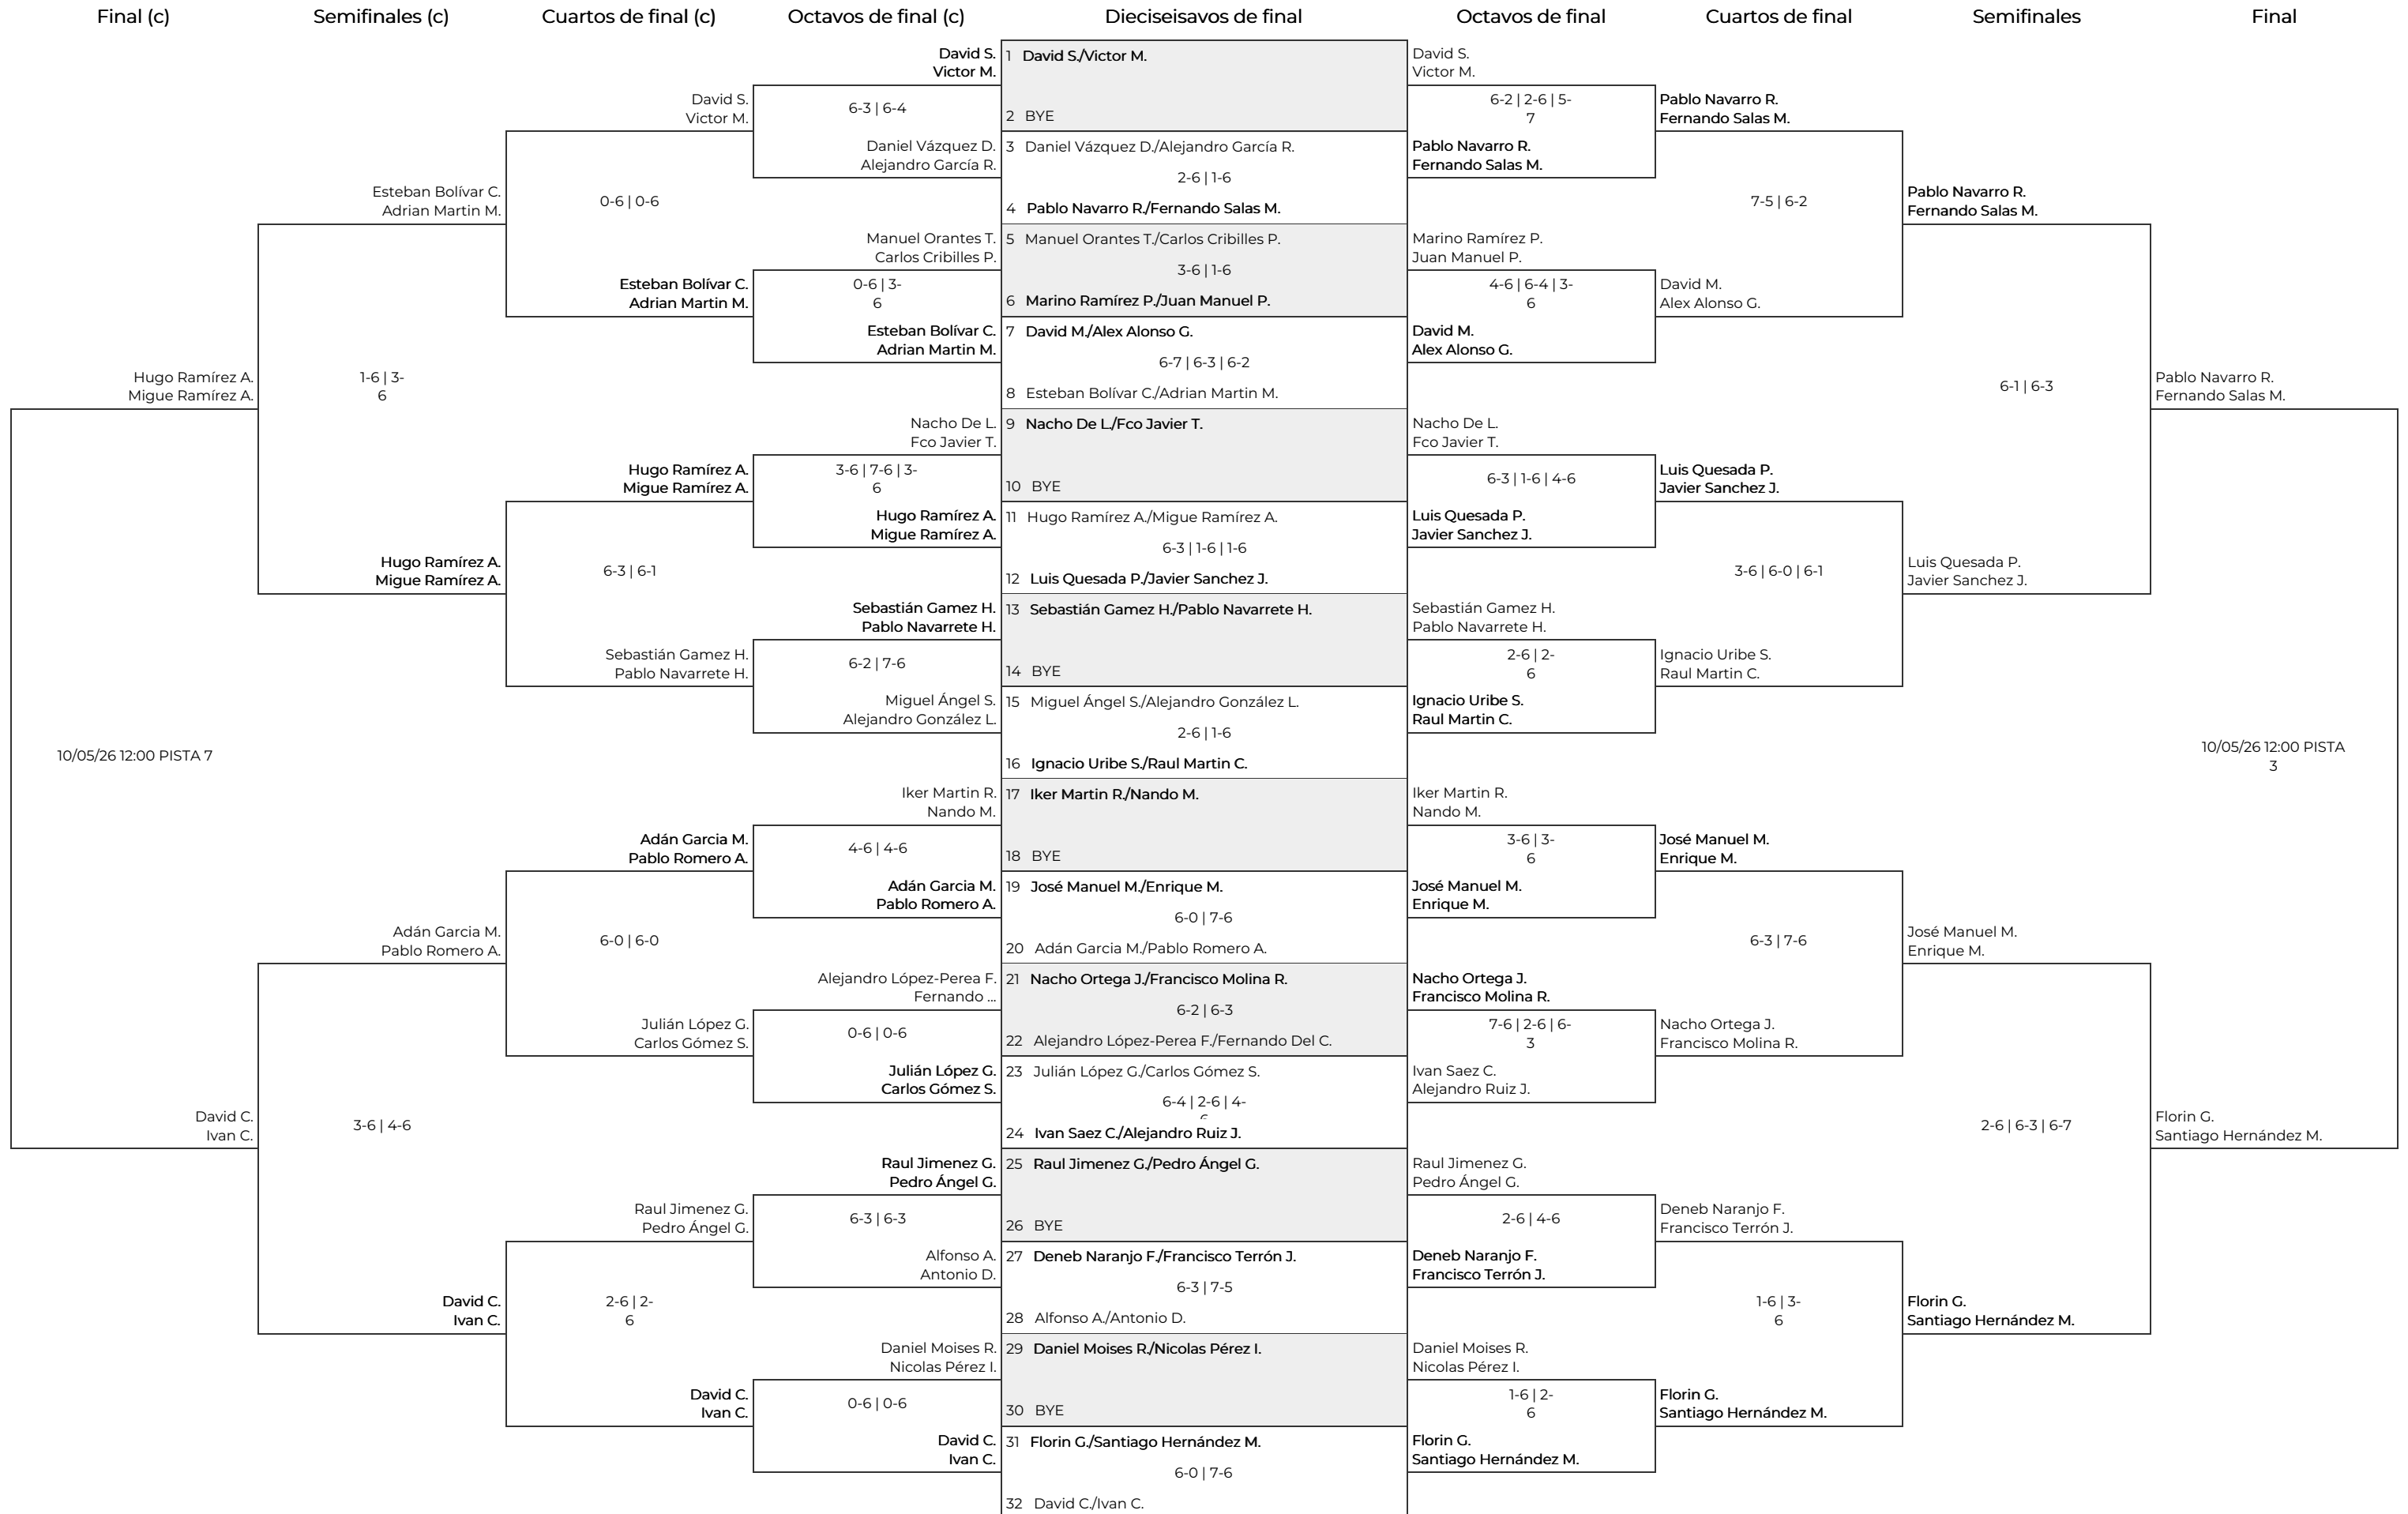 Final (c)
Semifinales (c)
Cuartos de final (c)
Octavos de final (c)
Dieciseisavos de final
Octavos de final
Cuartos de final
Semifinales
Final
Hugo Ramírez A.
Migue Ramírez A.
10/05/26 12:00 PISTA 7
David C.
Ivan C.
Esteban Bolívar C.
Adrian Martin M.
1-6 | 3-
6
Hugo Ramírez A.
Migue Ramírez A.
Adán Garcia M.
Pablo Romero A.
3-6 | 4-6
David C.
Ivan C.
David S.
Victor M.
0-6 | 0-6
Esteban Bolívar C.
Adrian Martin M.
Hugo Ramírez A.
Migue Ramírez A.
6-3 | 6-1
Sebastián Gamez H.
Pablo Navarrete H.
Adán Garcia M.
Pablo Romero A.
6-0 | 6-0
Julián López G.
Carlos Gómez S.
Raul Jimenez G.
Pedro Ángel G.
2-6 | 2-
6
David C.
Ivan C.
David S.
Victor M.
6-3 | 6-4
Daniel Vázquez D.
Alejandro García R.
Manuel Orantes T.
Carlos Cribilles P.
0-6 | 3-
6
Esteban Bolívar C.
Adrian Martin M.
Nacho De L.
Fco Javier T.
3-6 | 7-6 | 3-
6
Hugo Ramírez A.
Migue Ramírez A.
Sebastián Gamez H.
Pablo Navarrete H.
6-2 | 7-6
Miguel Ángel S.
Alejandro González L.
Iker Martin R.
Nando M.
4-6 | 4-6
Adán Garcia M.
Pablo Romero A.
Alejandro López-Perea F.
Fernando ...
0-6 | 0-6
Julián López G.
Carlos Gómez S.
Raul Jimenez G.
Pedro Ángel G.
6-3 | 6-3
Alfonso A.
Antonio D.
Daniel Moises R.
Nicolas Pérez I.
0-6 | 0-6
David C.
Ivan C.
1 David S./Victor M.
2 BYE
3 Daniel Vázquez D./Alejandro García R.
2-6 | 1-6
4 Pablo Navarro R./Fernando Salas M.
5 Manuel Orantes T./Carlos Cribilles P.
3-6 | 1-6
6 Marino Ramírez P./Juan Manuel P.
7 David M./Alex Alonso G.
6-7 | 6-3 | 6-2
8 Esteban Bolívar C./Adrian Martin M.
9 Nacho De L./Fco Javier T.
10 BYE
11 Hugo Ramírez A./Migue Ramírez A.
6-3 | 1-6 | 1-6
12 Luis Quesada P./Javier Sanchez J.
13 Sebastián Gamez H./Pablo Navarrete H.
14 BYE
15 Miguel Ángel S./Alejandro González L.
2-6 | 1-6
16 Ignacio Uribe S./Raul Martin C.
17 Iker Martin R./Nando M.
18 BYE
19 José Manuel M./Enrique M.
6-0 | 7-6
20 Adán Garcia M./Pablo Romero A.
21 Nacho Ortega J./Francisco Molina R.
6-2 | 6-3
22 Alejandro López-Perea F./Fernando Del C.
23 Julián López G./Carlos Gómez S.
6-4 | 2-6 | 4-
24 Ivan Saez C./Alejandro Ruiz J.
25 Raul Jimenez G./Pedro Ángel G.
26 BYE
27 Deneb Naranjo F./Francisco Terrón J.
6-3 | 7-5
28 Alfonso A./Antonio D.
29 Daniel Moises R./Nicolas Pérez I.
30 BYE
31 Florin G./Santiago Hernández M.
6-0 | 7-6
32 David C./Ivan C.
David S.
Victor M.
6-2 | 2-6 | 5-
7
Pablo Navarro R.
Fernando Salas M.
Marino Ramírez P.
Juan Manuel P.
4-6 | 6-4 | 3-
6
David M.
Alex Alonso G.
Nacho De L.
Fco Javier T.
6-3 | 1-6 | 4-6
Luis Quesada P.
Javier Sanchez J.
Sebastián Gamez H.
Pablo Navarrete H.
2-6 | 2-
6
Ignacio Uribe S.
Raul Martin C.
Iker Martin R.
Nando M.
3-6 | 3-
6
José Manuel M.
Enrique M.
Nacho Ortega J.
Francisco Molina R.
7-6 | 2-6 | 6-
3
Ivan Saez C.
Alejandro Ruiz J.
Raul Jimenez G.
Pedro Ángel G.
2-6 | 4-6
Deneb Naranjo F.
Francisco Terrón J.
Daniel Moises R.
Nicolas Pérez I.
1-6 | 2-
6
Florin G.
Santiago Hernández M.
Pablo Navarro R.
Fernando Salas M.
7-5 | 6-2
David M.
Alex Alonso G.
Luis Quesada P.
Javier Sanchez J.
3-6 | 6-0 | 6-1
Ignacio Uribe S.
Raul Martin C.
José Manuel M.
Enrique M.
6-3 | 7-6
Nacho Ortega J.
Francisco Molina R.
Deneb Naranjo F.
Francisco Terrón J.
1-6 | 3-
6
Florin G.
Santiago Hernández M.
Pablo Navarro R.
Fernando Salas M.
6-1 | 6-3
Luis Quesada P.
Javier Sanchez J.
José Manuel M.
Enrique M.
2-6 | 6-3 | 6-7
Florin G.
Santiago Hernández M.
Pablo Navarro R.
Fernando Salas M.
10/05/26 12:00 PISTA
3
Florin G.
Santiago Hernández M.